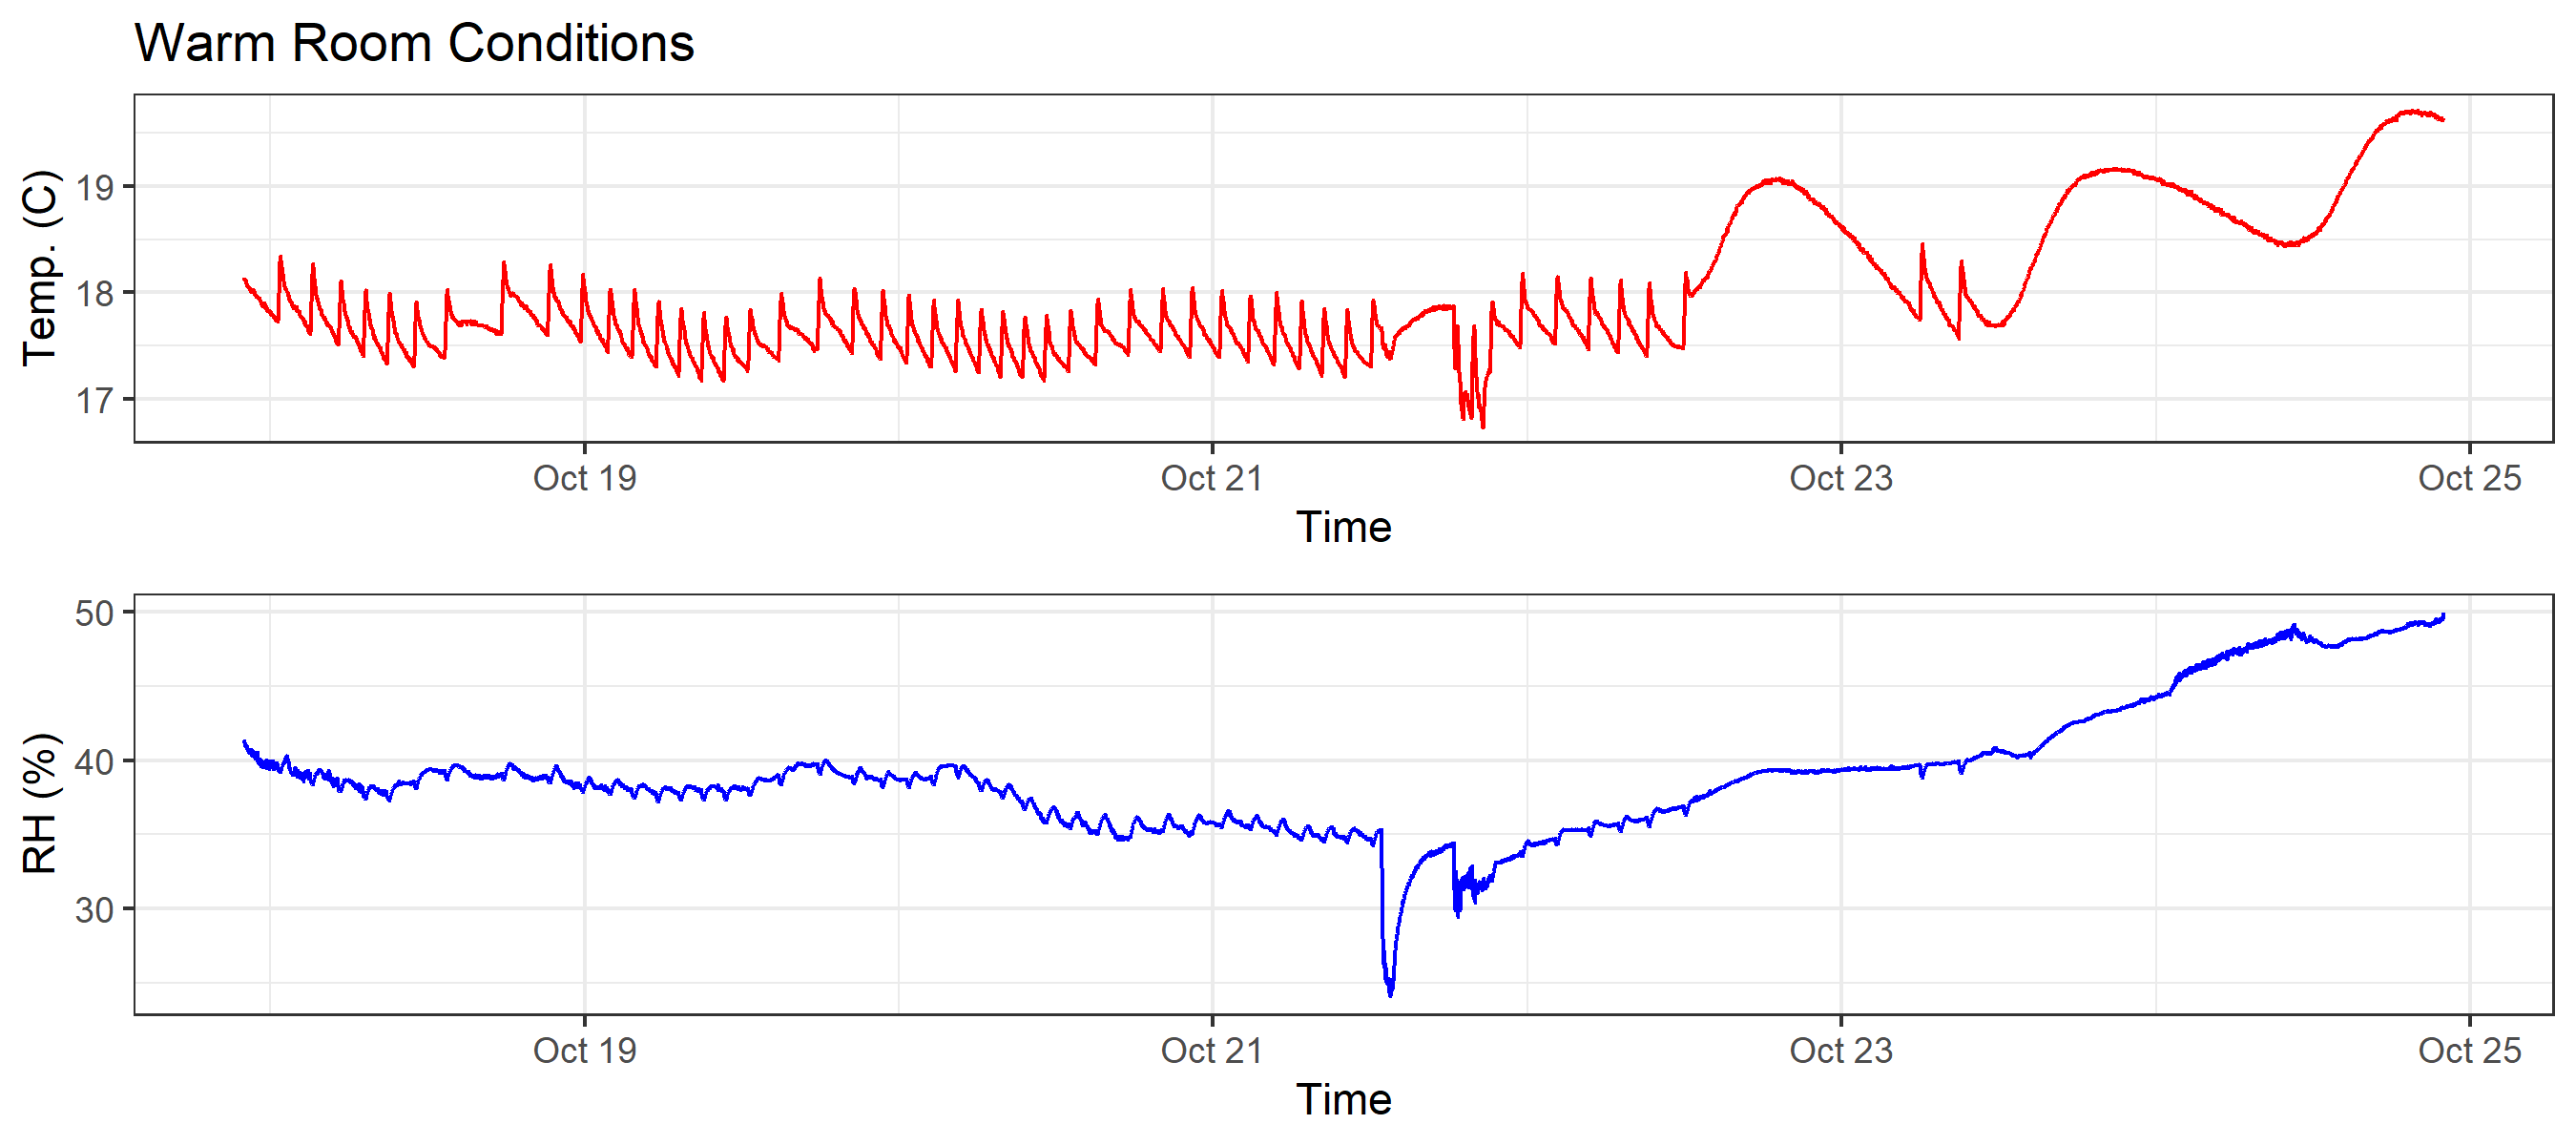 Warm Room Conditions
Temp. (C)
19
18
17
Oct 19 Oct 21 Oct 23 Oct 25
Time
RH (%)
50
40
30
Oct 19 Oct 21 Oct 23 Oct 25
Time